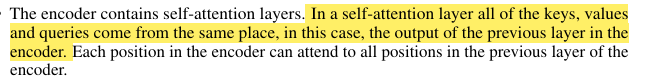 • The encoder contains self-attention layers. In a self-attention layer all of the keys, values
and queries come from the same place, in this case, the output of the previous layer in the
encoder. Each position in the encoder can attend to all positions in the previous layer of the
encoder.